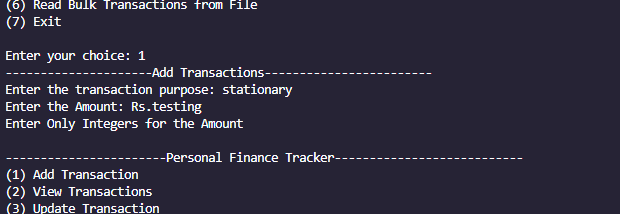 (6) Read Bulk Transactions from File
(7) Exit
Enter your choice: 1
---------------------Add Transactions------------------------
Enter the transaction purpose: stationary
Enter the Amount: Rs.testing
Enter Only Integers for the Amount
-----------------------Personal Finance Tracker---------------------------
(1) Add Transaction
(2) View Transactions
(3) Update Transaction